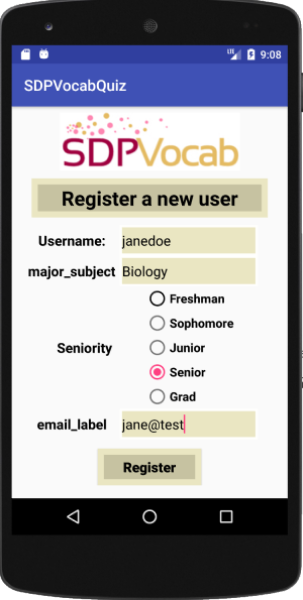 LTE 9:08
SDPVocabQuiz
SDPVocab
Register a new user
Username: janedoe
major_subject Biology
Freshman
Sophomore
Seniority Junior
Senior
Grad
email_label jane@test
Register